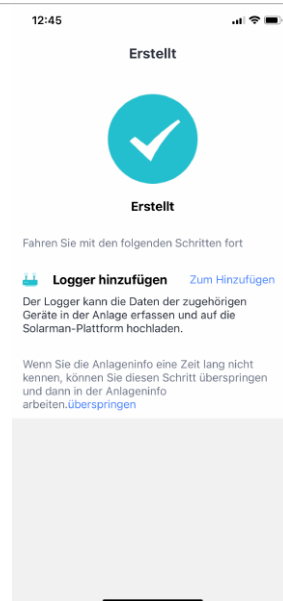 12:45
Erstellt
Erstellt
Fahren Sie mit den folgenden Schritten fort
Logger hinzufügen Zum Hinzufügen
Der Logger kann die Daten der zugehörigen
Geräte in der Anlage erfassen und auf die
Solarman-Plattform hochladen.
Wenn Sie die Anlageninfo eine Zeit lang nicht
kennen, können Sie diesen Schritt überspringen
und dann in der Anlageninfo
arbeiten.überspringen